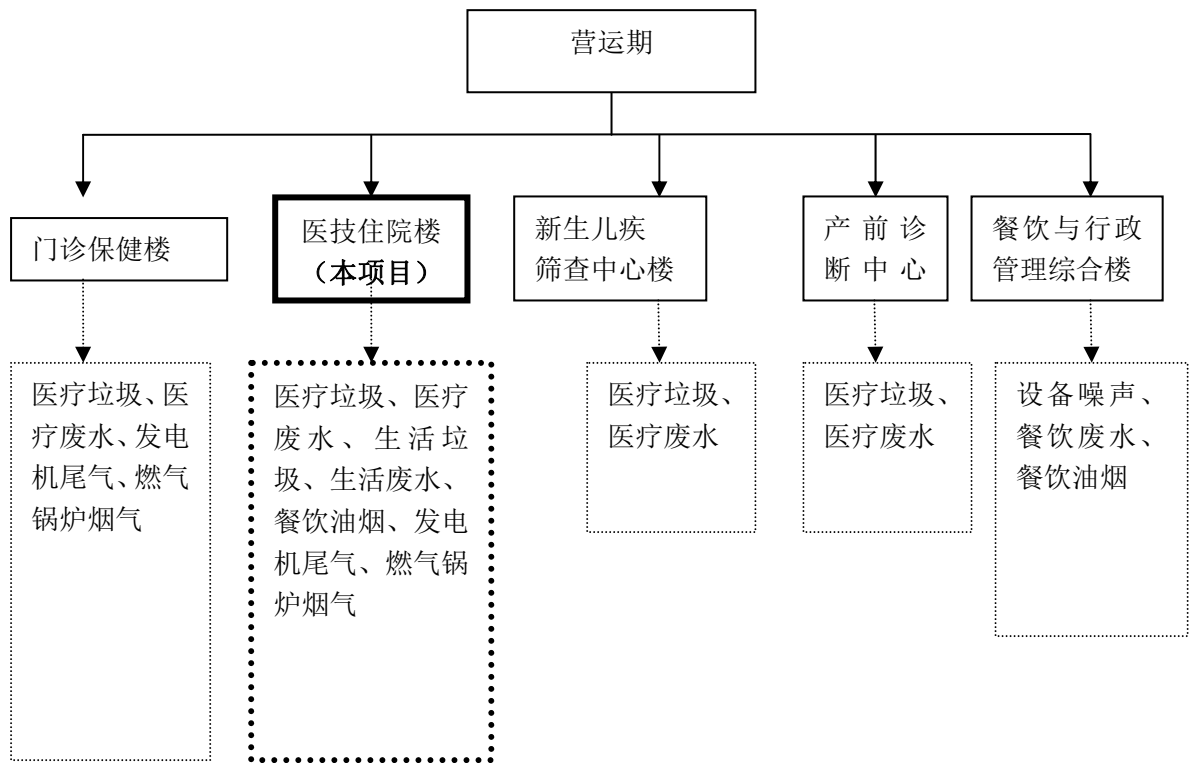 营运期
门诊保健楼
医技住院楼
（本项目）
新生儿疾
筛查中心楼
产前诊
断中心
餐饮与行政
管理综合楼
医疗垃圾、医
疗废水、发电
机尾气、燃气
锅炉烟气
医疗垃圾、医疗
废水、生活垃
圾、生活废水、
餐饮油烟、发电
机尾气、燃气锅
炉烟气
医疗垃圾、
医疗废水
医疗垃圾、
医疗废水
设备噪声、
餐饮废水、
餐饮油烟